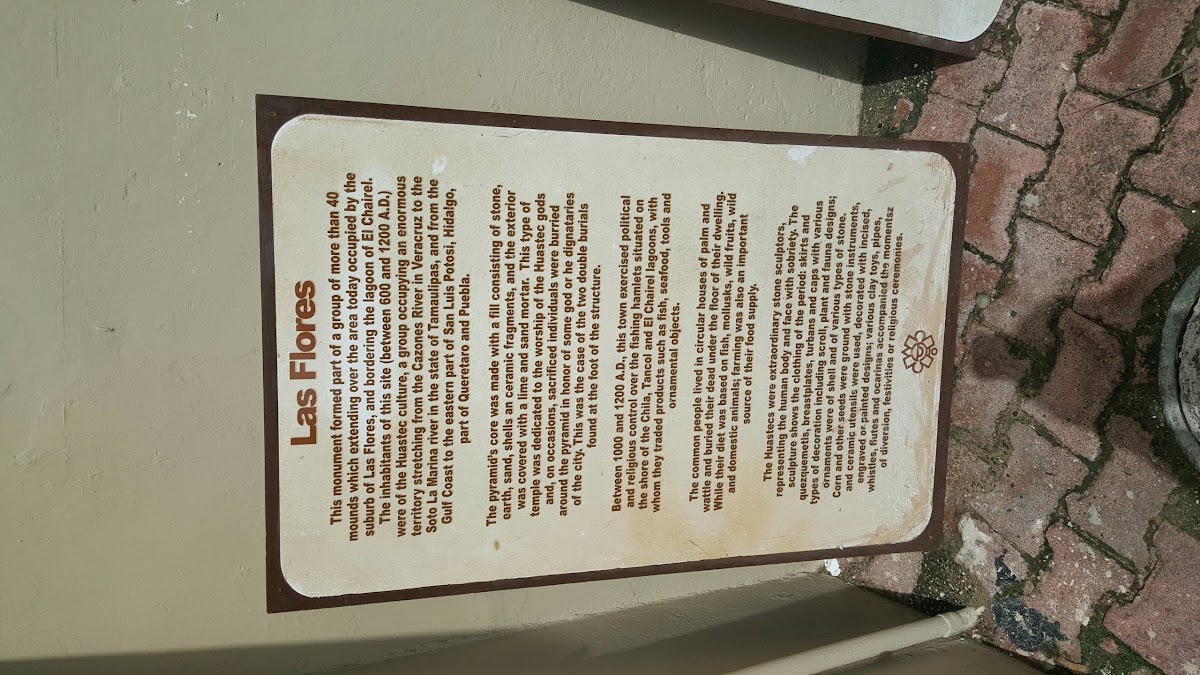 Las Flores
This monument formed part of a group of more than 40
mounds which extending over the area today occupied by the
suburb of Las Flores, and bordering the lagoon of El Chairel.
The inhabitants of this site (between 600 and 1200 A.D.)
were of the Huastec culture, a group occupying an enormous
territory stretching from the Cazones River in Veracruz to the
Soto La Marina river in the state of Tamaulipas, and from the
Gulf Coast to the eastern part of San Luis Potosi, Hidalgo,
part of Queretaro and Puebla.
The pyramid's core was made with a fill consisting of stone,
earth, sand, shells an ceramic fragments, and the exterior
was covered with a lime and sand mortar. This type of
temple was dedicated to the worship of the Huastec gods
and, on occasions, sacrificed individuals were burried
around the pyramid in honor of some god or he dignataries
of the city. This was the case of the two double burials
found at the foot of the structure.
Between 1000 and 1200 A.D., this town exercised political
and religious control over the fishing hamlets situated on
the shore of the Chila, Tancol and El Chairel lagoons, with
whom they traded products such as fish, seafood, tools and
ornamental objects.
The common people lived in circular houses of palm and
wattle and buried their dead under the floor of their dwelling.
While their diet was based on fish, mollusks, wild fruits, wild
and domestic animals; farming was also an important
source of their food supply.
The Huastecs were extraordinary stone sculptors,
representing the human body and face with sobriety. The
sculpture shows the clothing of the period: skirts and
quezquemetls, breastplates, turbans and caps with various
types of decoration including scroll, plant and fauna designs;
ornaments were of shell and of various types of stone.
Corn and other seeds were ground with stone instruments,
and ceramic utensils were used, decorated with incised,
engraved or painted designs; various clay toys, pipes,
whistles, flutes and ocarinas accompanied the momentsz
of diversion, festivities or religious ceremonies.